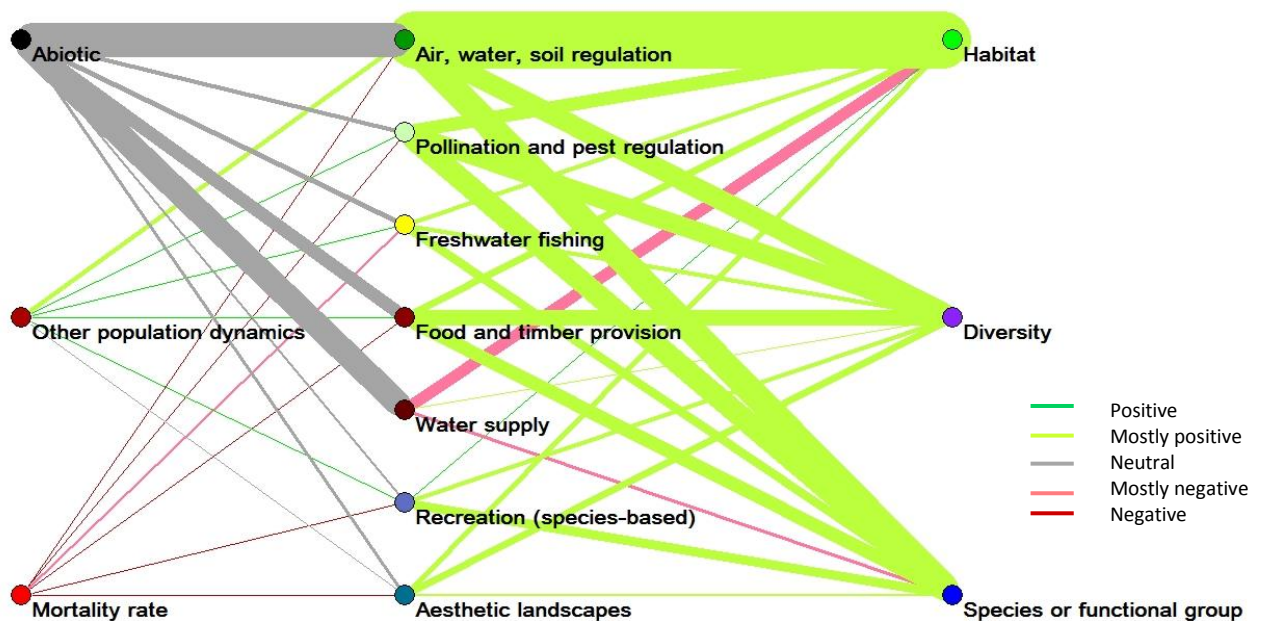 Abiotic
Air, water, soil regulation
Habitat
Pollination and pest regulation
Freshwater fishing
Other population dynamics
Food and timber provision
Diversity
Water supply
Positive
Mostly positive
Neutral
Mostly negative
Negative
Recreation (species-based)
Mortality rate
Aesthetic landscapes
Species or functional group